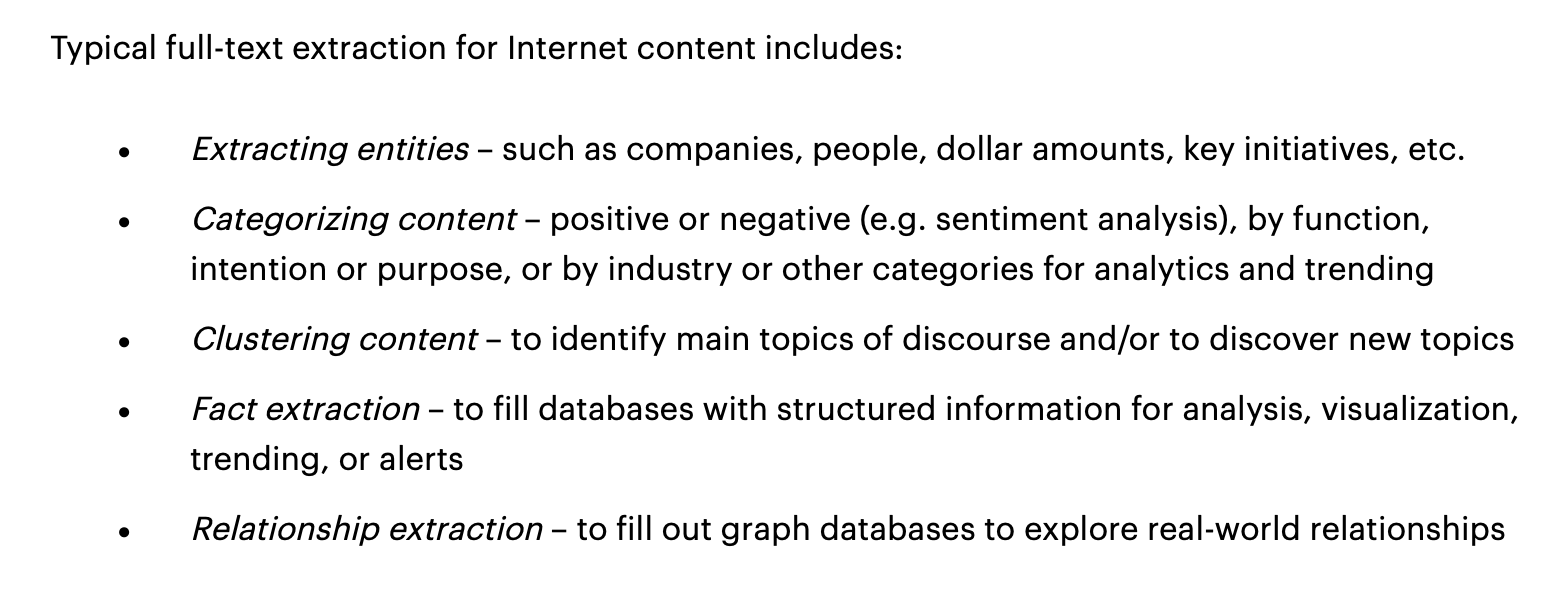 Typical full-text extraction for Internet content includes:
• Extracting entities – such as companies, people, dollar amounts, key initiatives, etc.
• Categorizing content – positive or negative (e.g. sentiment analysis), by function,
intention or purpose, or by industry or other categories for analytics and trending
• Clustering content – to identify main topics of discourse and/or to discover new topics
• Fact extraction – to fill databases with structured information for analysis, visualization,
trending, or alerts
• Relationship extraction – to fill out graph databases to explore real-world relationships